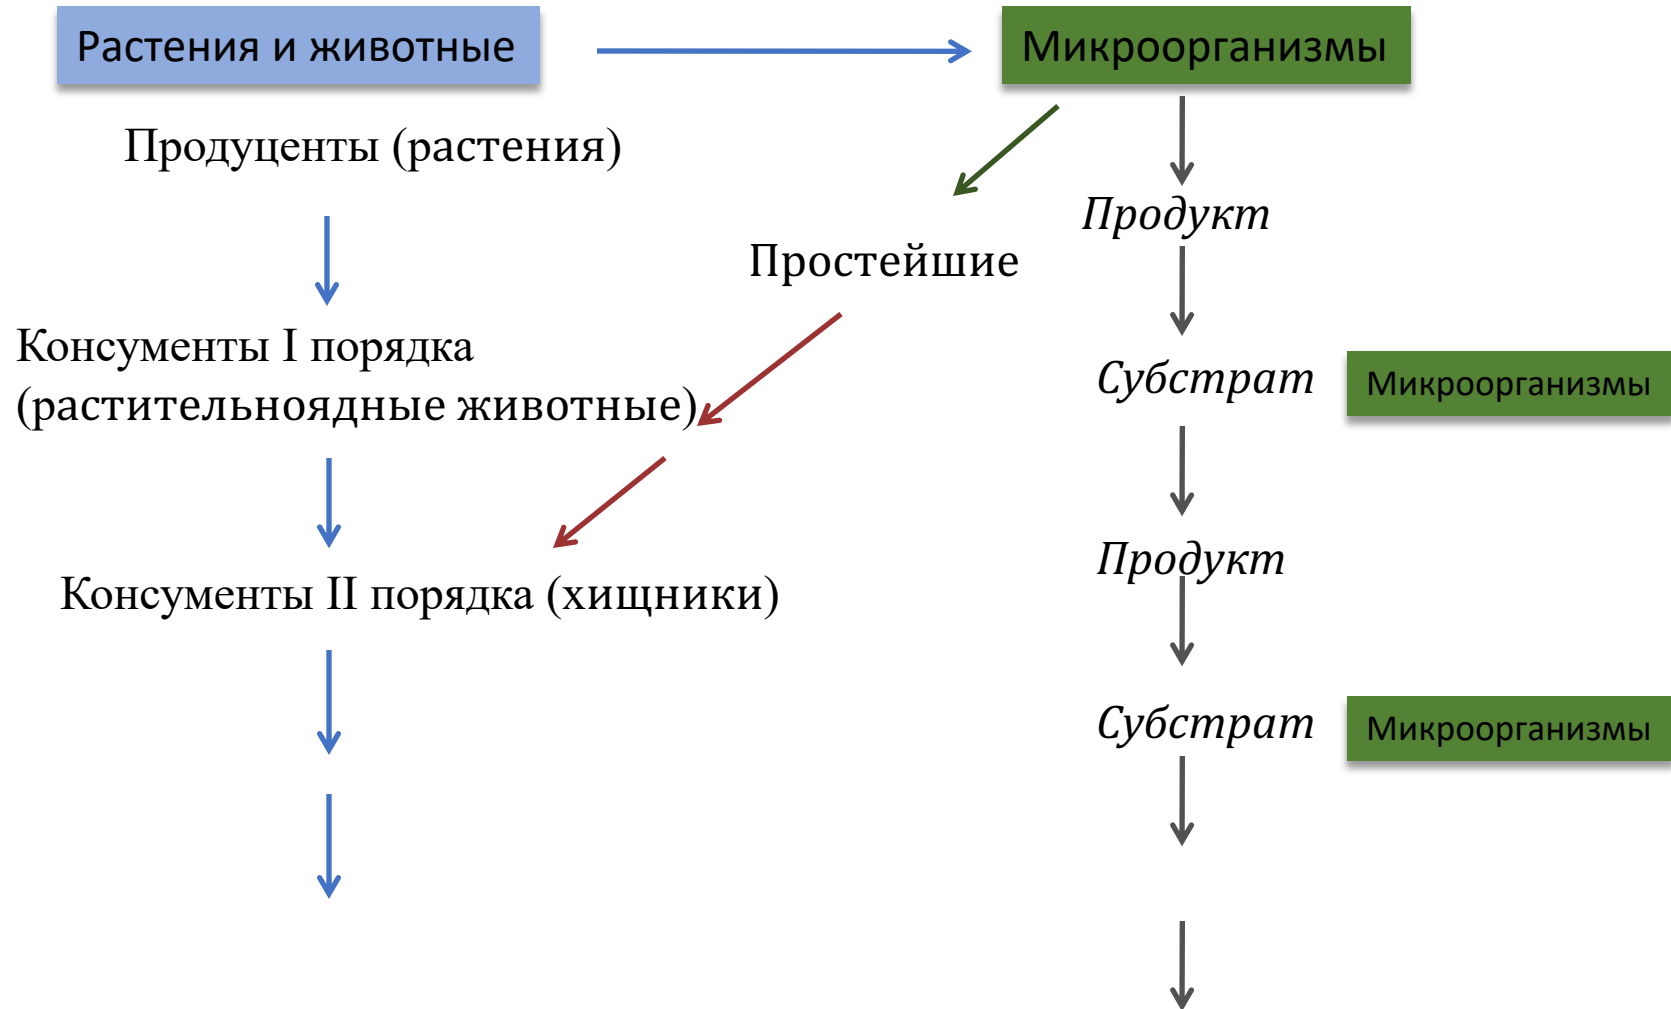 Растения и животные
Микроорганизмы
Продуценты (растения)
Продукт
Простейшие
Консументы I порядка
(растительноядные животные)
Субстрат
Микроорганизмы
Продукт
Консументы II порядка (хищники)
Субстрат
Микроорганизмы